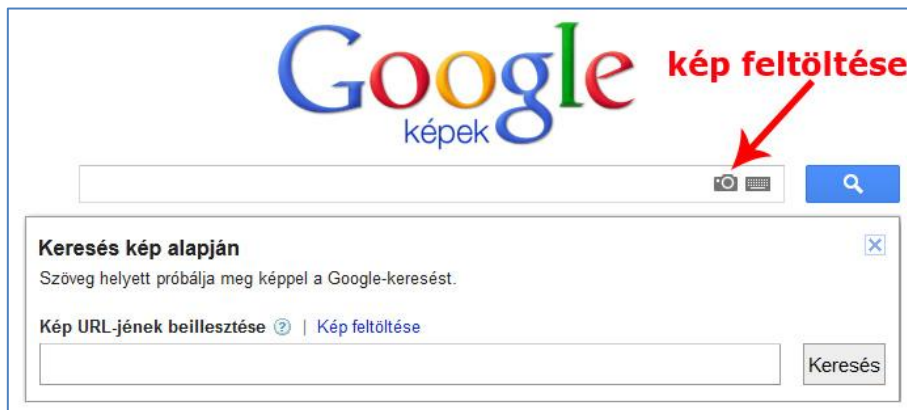 Google
kép feltöltése
képek
Keresés kép alapján
Szöveg helyett próbálja meg képpel a Google-keresést.
Kép URL-jének beillesztése ? | Kép feltöltése
Keresés